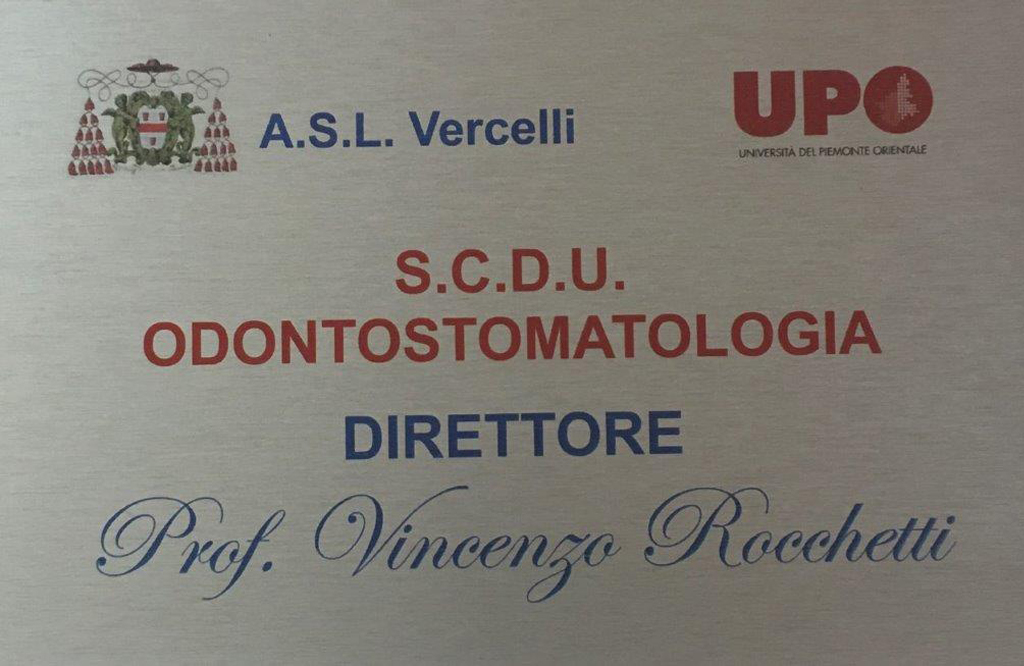 A.S.L. Vercelli
UPO
UNIVERSITÀ DEL PIEMONTE ORIENTALE
S.C.D.U.
ODONTOSTOMATOLOGIA
DIRETTORE
Prof. Vincenzo Rocchetti